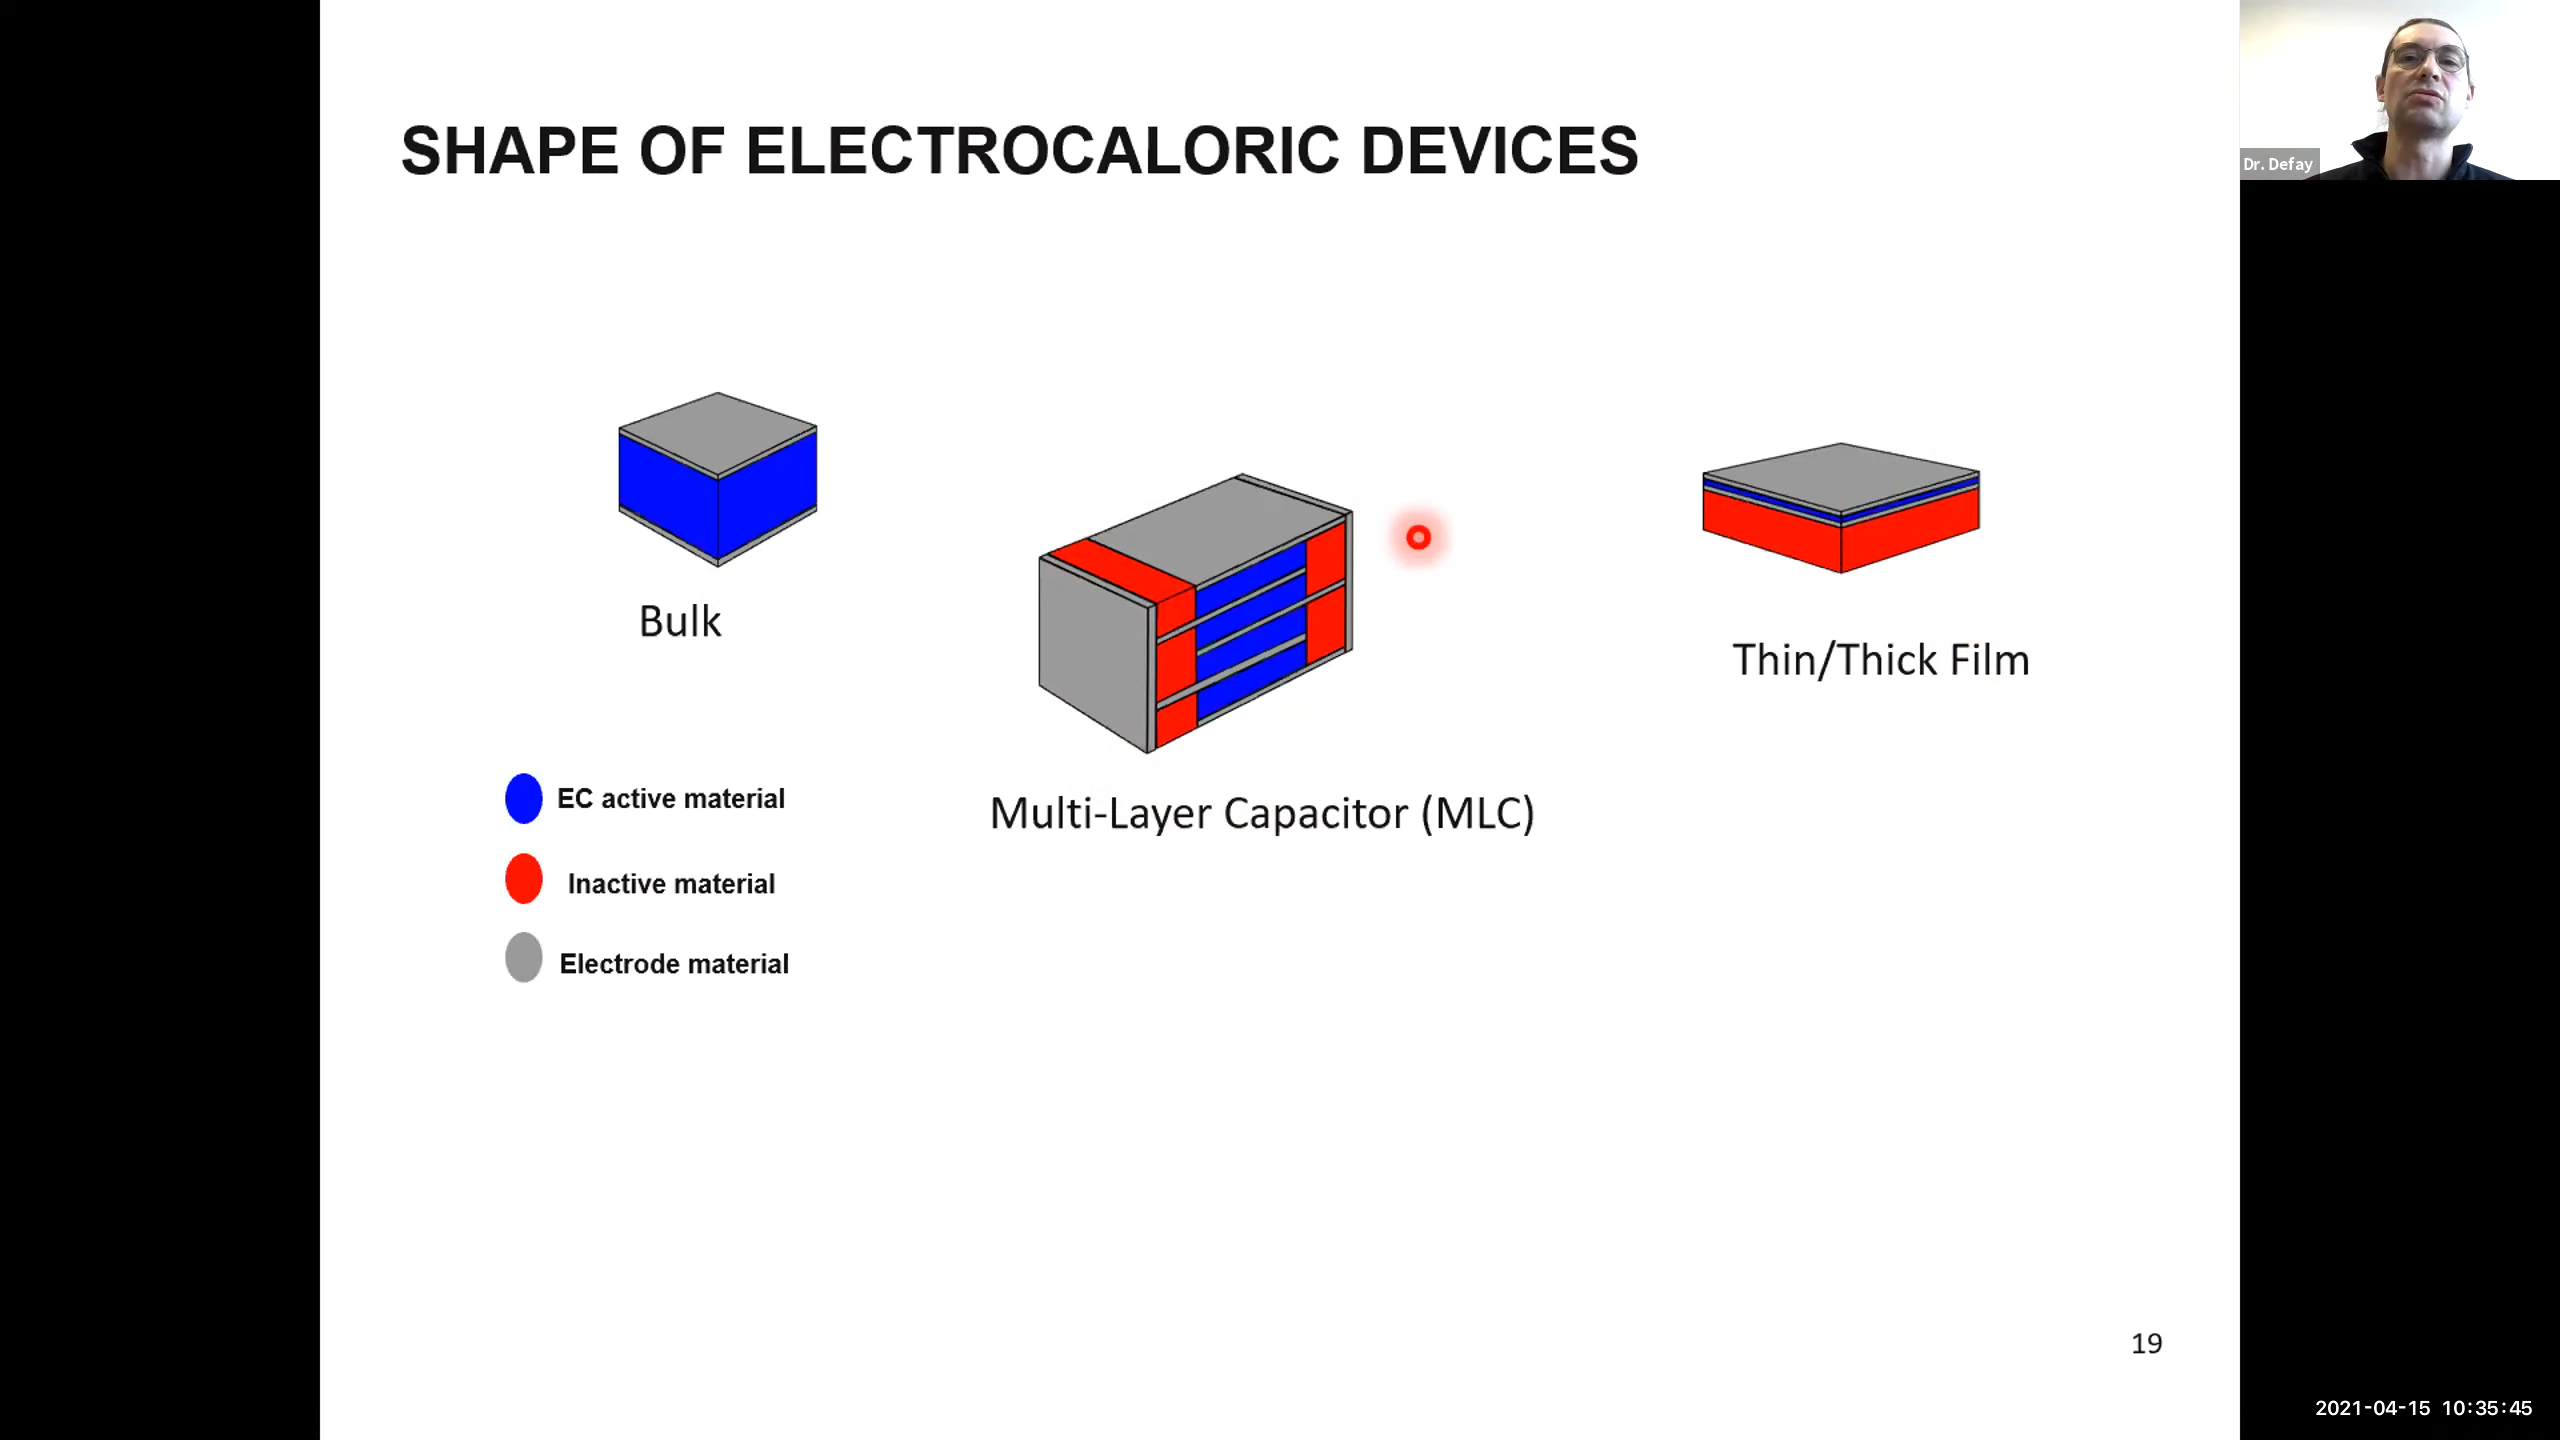 SHAPE OF ELECTROCALORIC DEVICES
Dr. Defay
Bulk
Thin/Thick Film
Multi-Layer Capacitor (MLC)
EC active material
Inactive material
Electrode material
19
2021-04-15 10:35:45